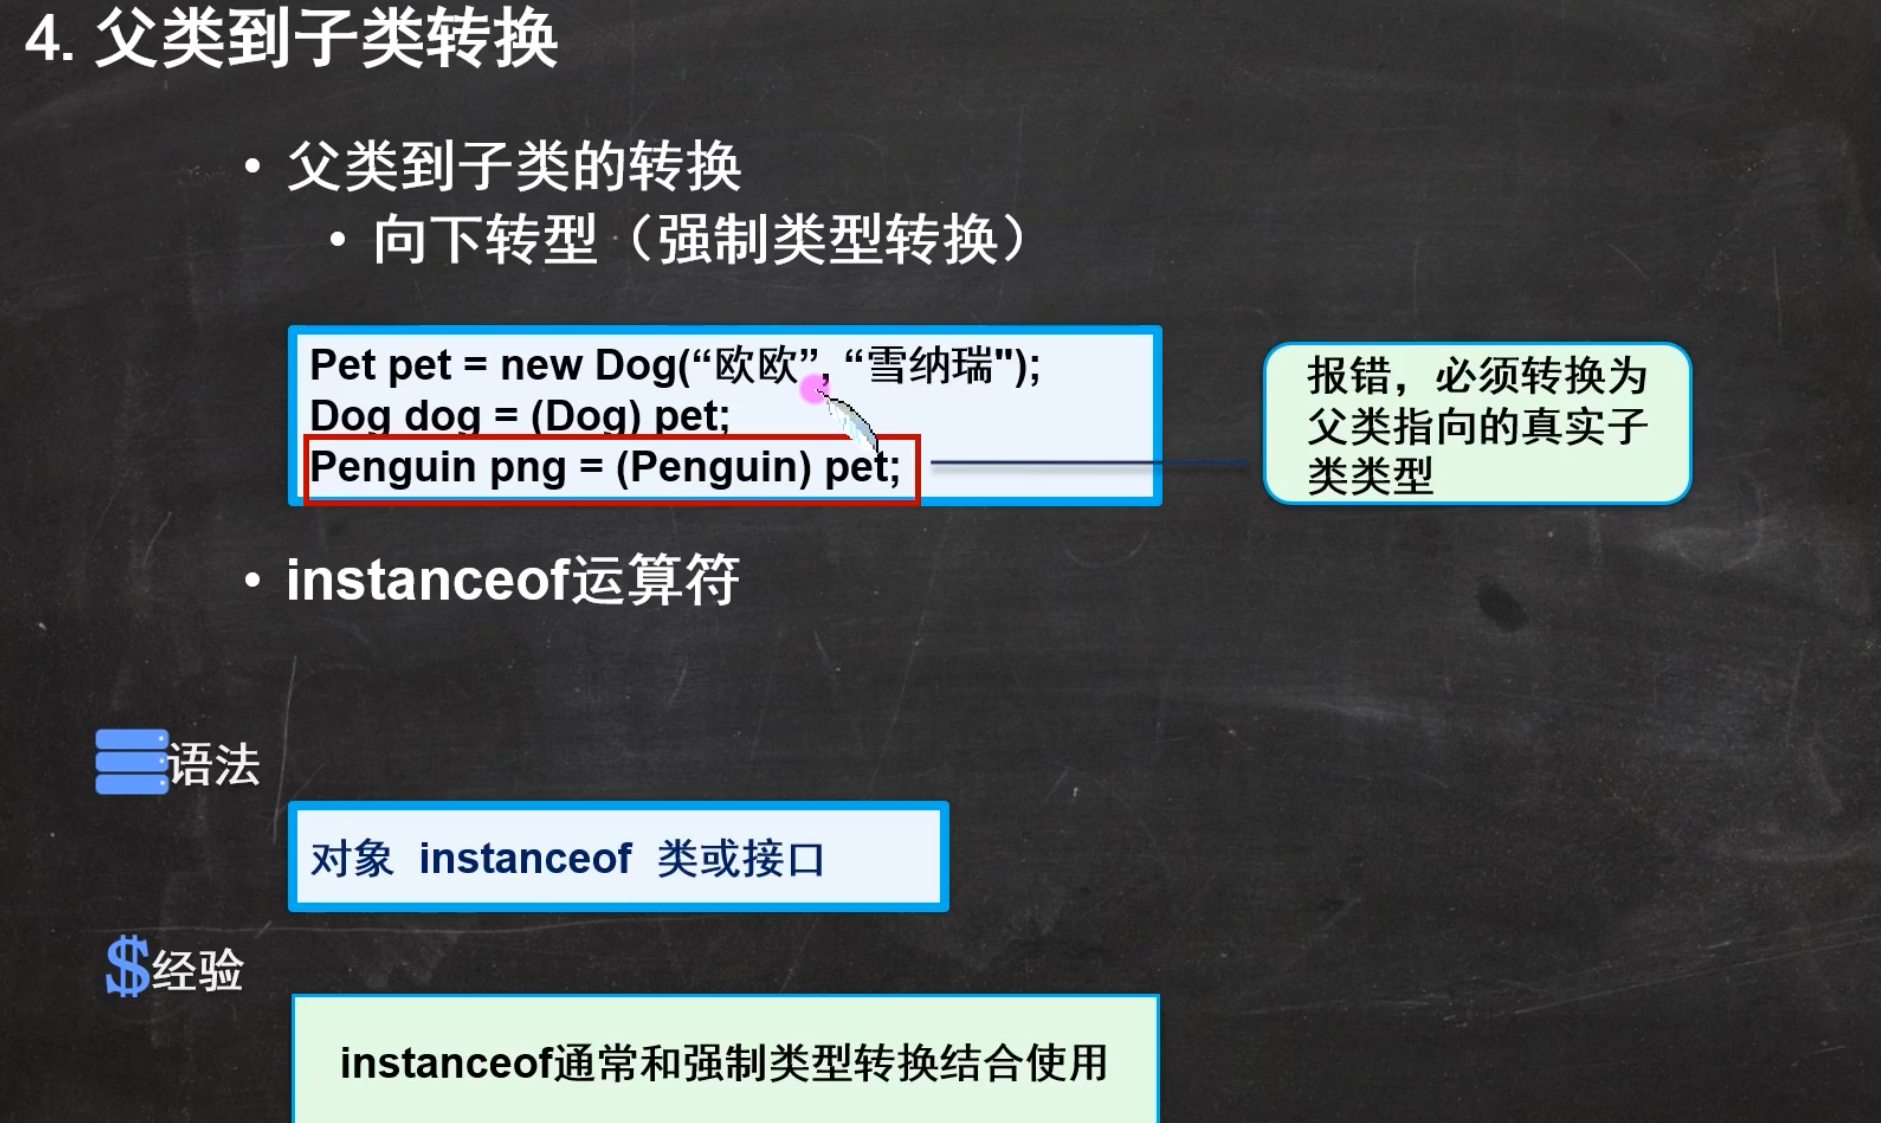 4. 父类到子类转换
• 父类到子类的转换
• 向下转型（强制类型转换）
Pet pet = new Dog(“欧欧”, “雪纳瑞");
Dog dog = (Dog) pet;
Penguin png = (Penguin) pet;
报错，必须转换为
父类指向的真实子
类类型
• instanceof运算符
语法
对象 instanceof 类或接口
$经验
instanceof通常和强制类型转换结合使用